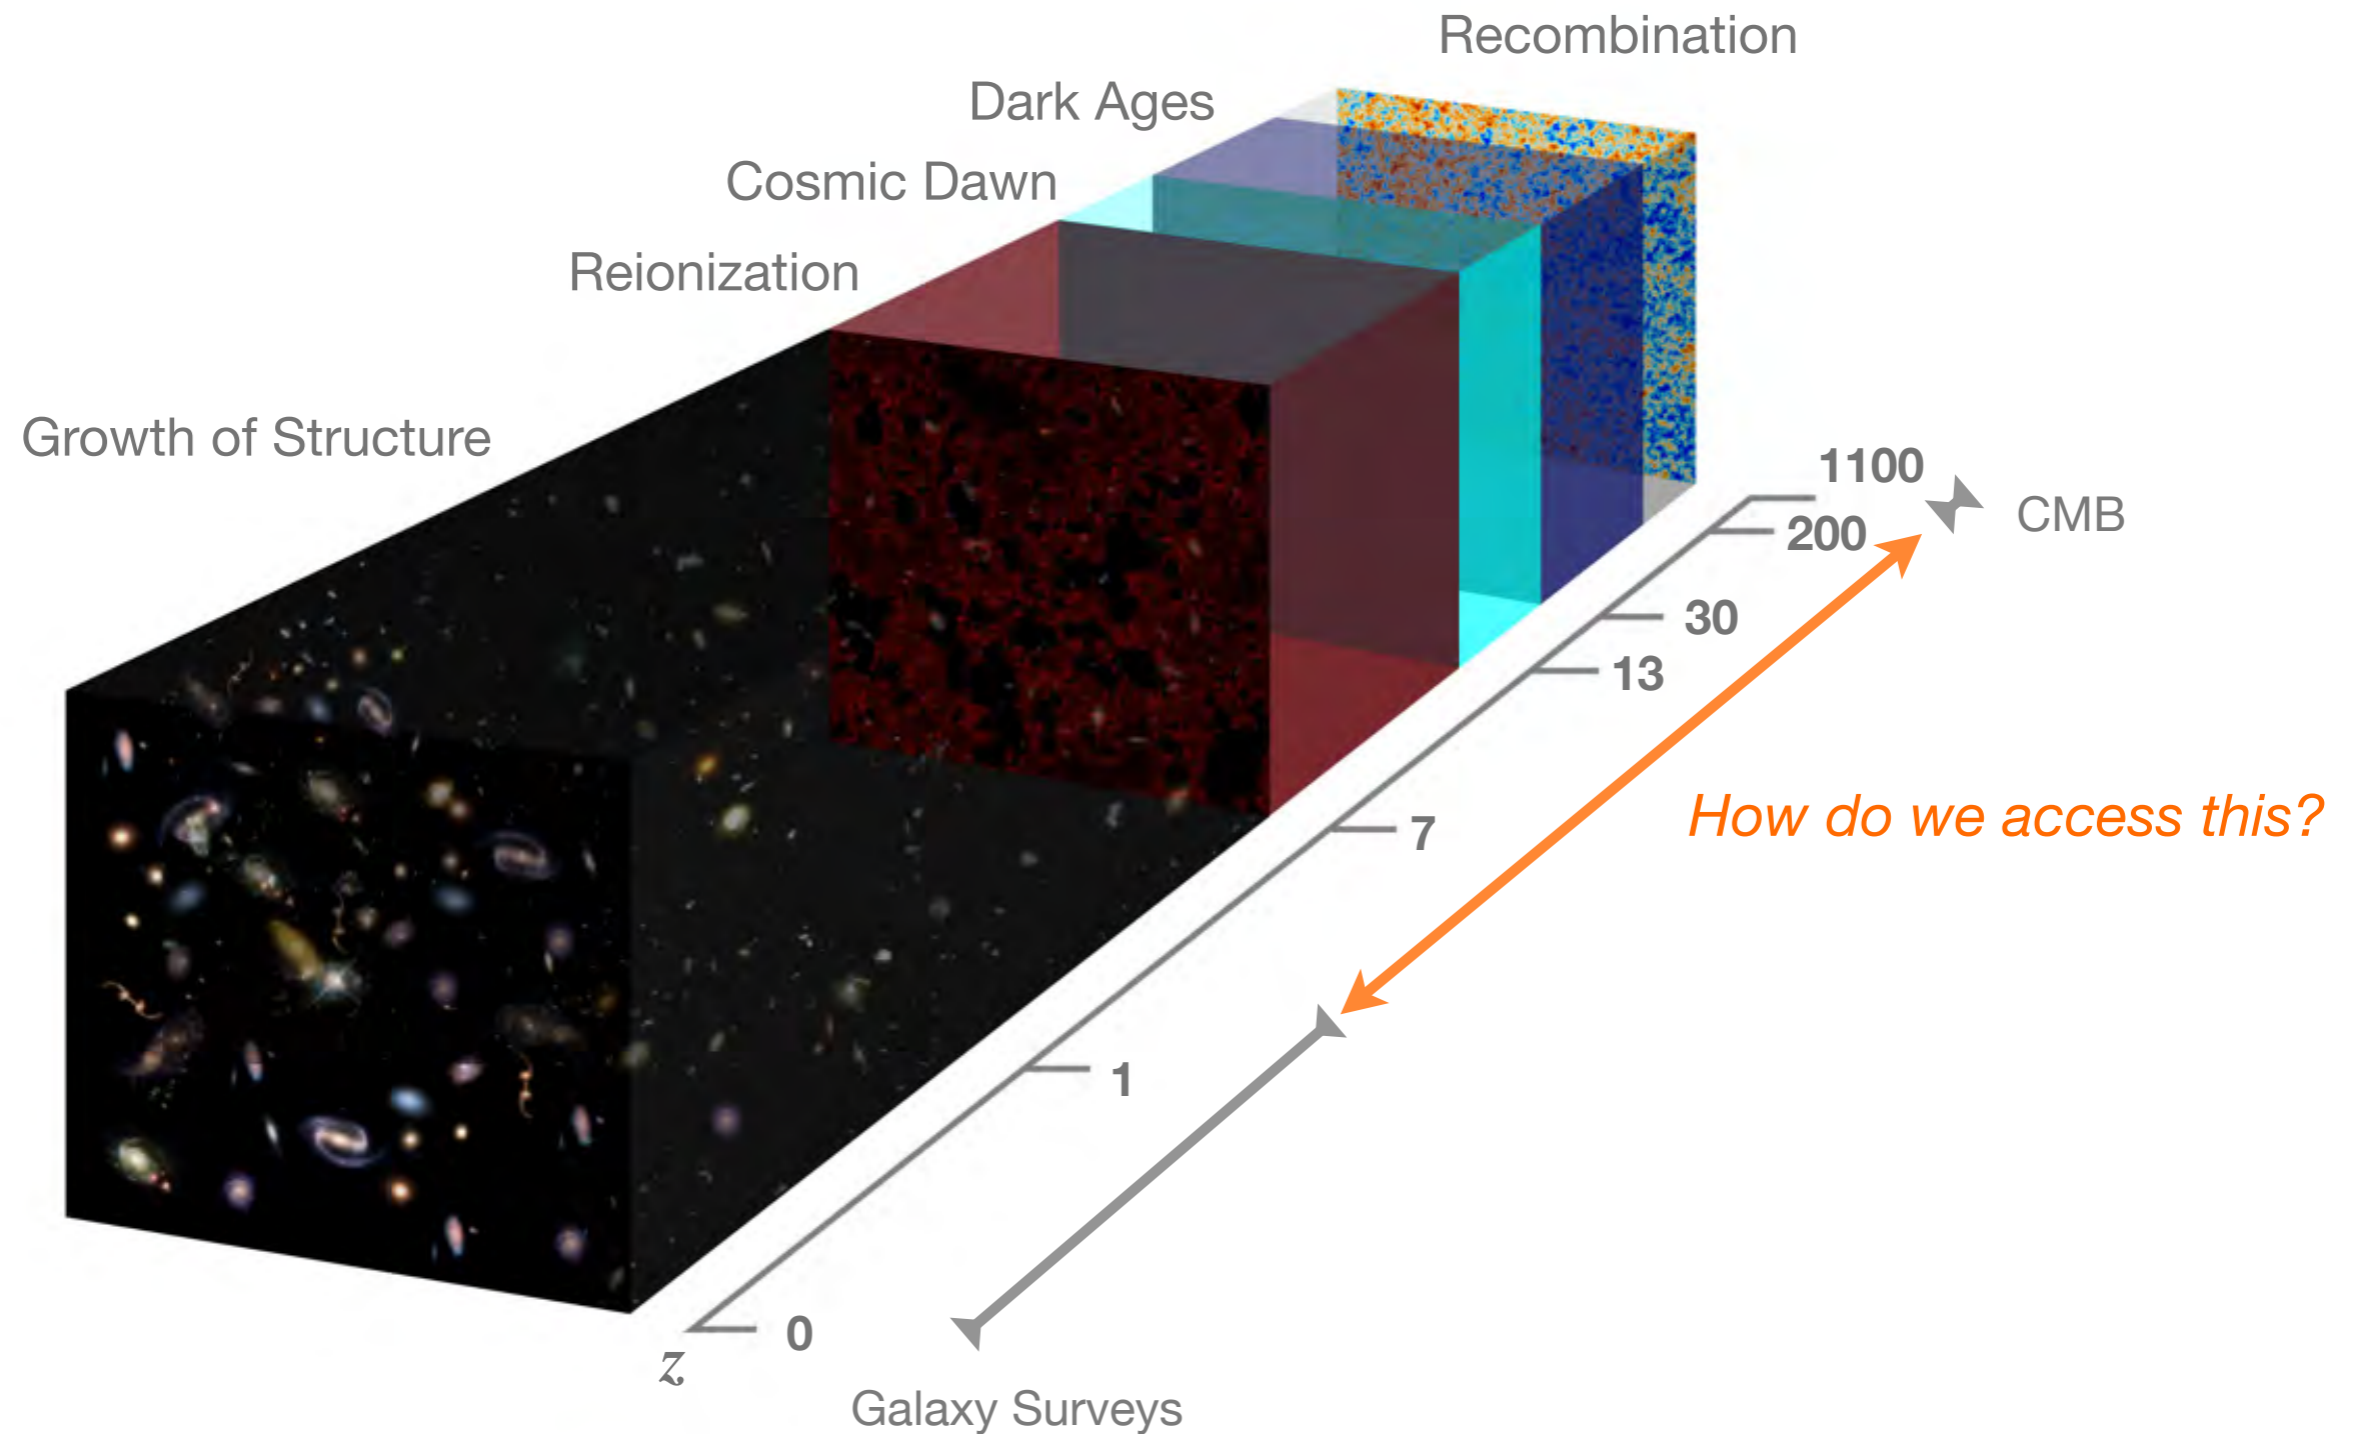 Recombination
Dark Ages
Cosmic Dawn
Reionization
Growth of Structure
1100
CMB
200
30
13
How do we access this?
7
1
0
z
Galaxy Surveys